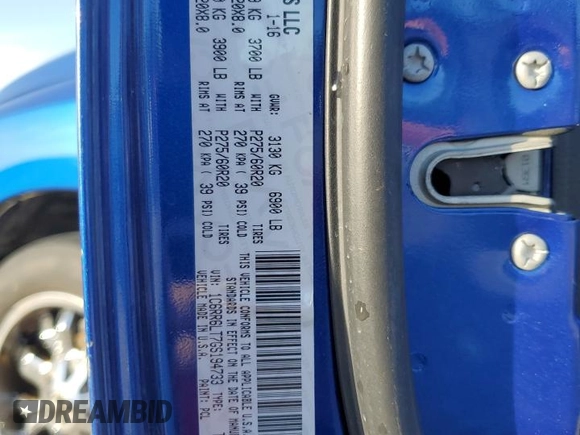 S LLC
1-16
GVWR: 3130 KG 6900 LB
KG 3700 LB WITH P275/60R20 TIRES
20X8.0 RIMS AT 270 KPA ( 39 PSI) COLD
KG 3900 LB WITH P275/60R20 TIRES
20X8.0 RIMS AT 270 KPA ( 39 PSI) COLD
THIS VEHICLE CONFORMS TO ALL APPLICA
STANDARDS IN EFFECT ON THE DATE OF MANU
VIN: 1C6RR6LT7GS194733 TYPE:
VEHICLE MADE IN U.S.A. PAINT: PCL
DREAMBID